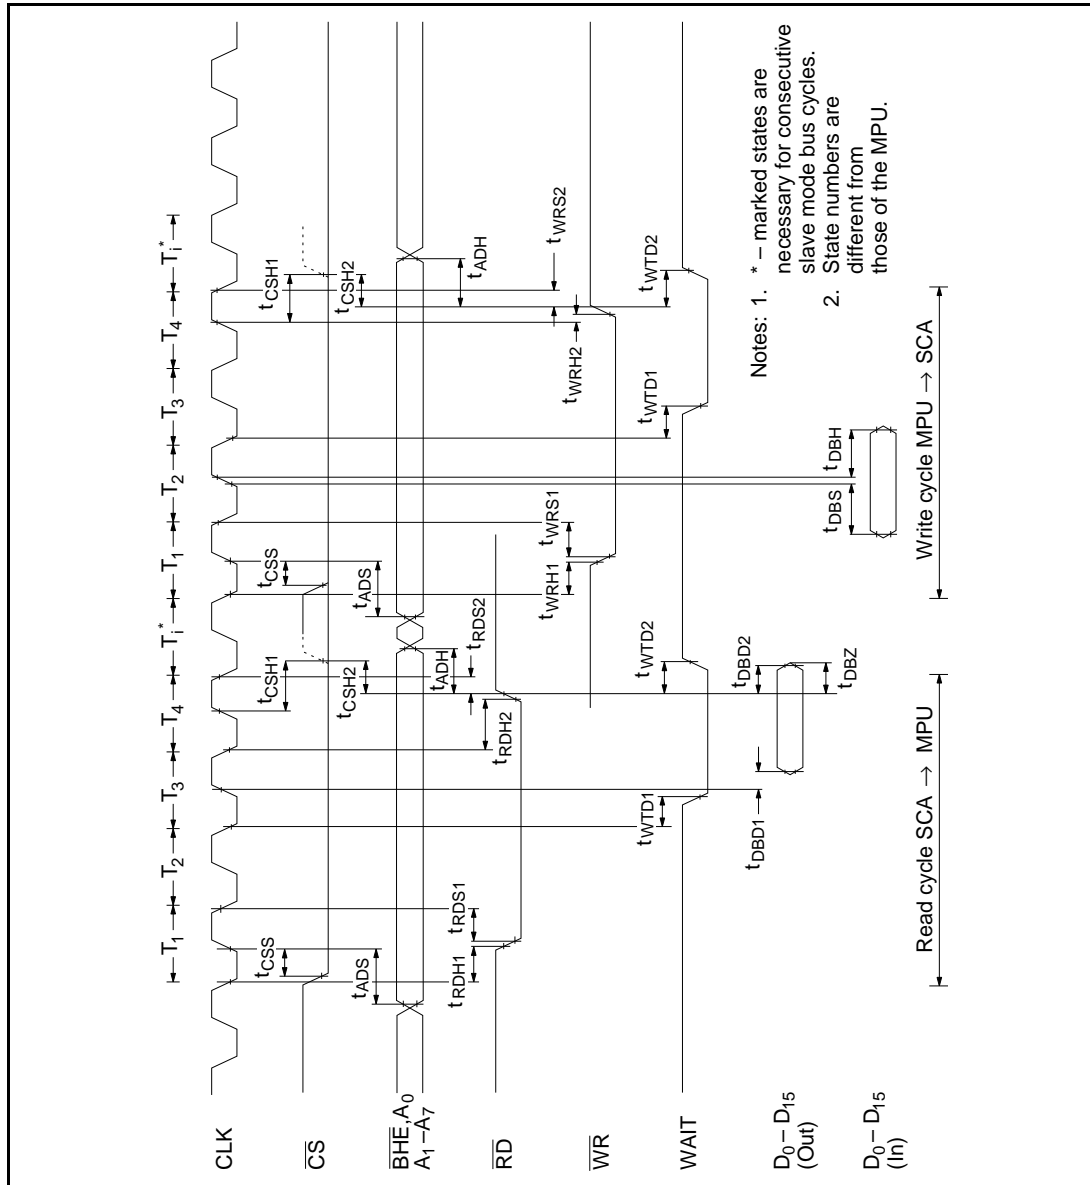 T1 T2 T3 T4 Ti* T1 T2 T3 T4 Ti*
CLK
tCSS tCSH1 tCSS tCSH1
CS
tCSH2 tCSH2
tADS tADS
BHE, A0
A1–A7
tADH tADH
tRDH1 tRDS1 tRDS2
RD
tRDH2
tWRH1 tWRS1 tWRS2
WR
tWRH2
tWTD1 tWTD2 tWTD1 tWTD2
WAIT
tDBD1 tDBD2
D0–D15
(Out)
tDBZ
tDBS tDBH
D0–D15
(In)
Read cycle SCA → MPU
Write cycle MPU → SCA
Notes: 1. * – marked states are
necessary for consecutive
slave mode bus cycles.
2. State numbers are
different from
those of the MPU.